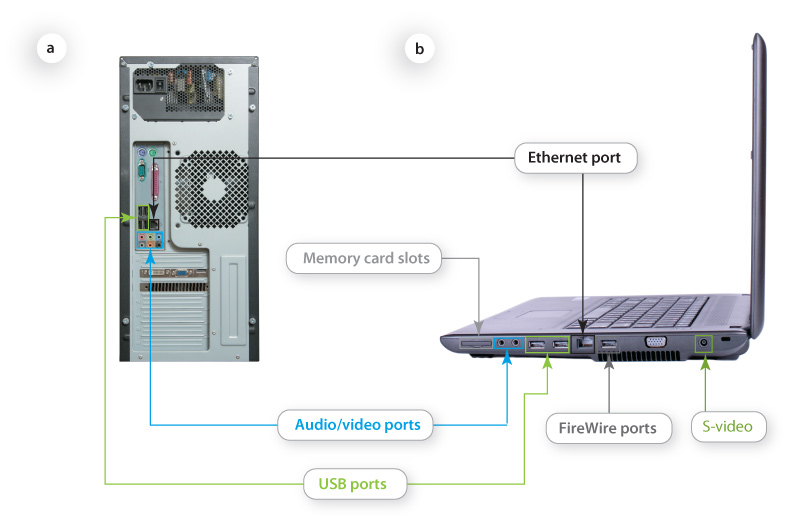 a
b
Ethernet port
Memory card slots
Audio/video ports
FireWire ports
S-video
USB ports